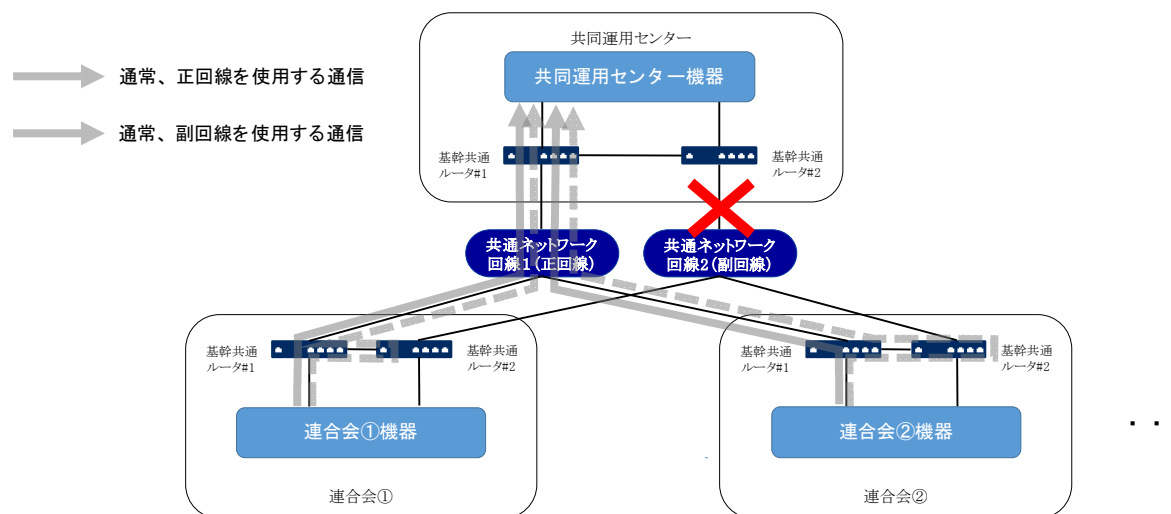 共同運用センター
共同運用センター機器
通常、正回線を使用する通信
通常、副回線を使用する通信
基幹共通
ルータ#1
基幹共通
ルータ#2
共通ネットワーク
回線1(正回線)
共通ネットワーク
回線2(副回線)
基幹共通
ルータ#1
基幹共通
ルータ#2
基幹共通
ルータ#1
基幹共通
ルータ#2
連合会①機器
連合会②機器
・・
連合会①
連合会②